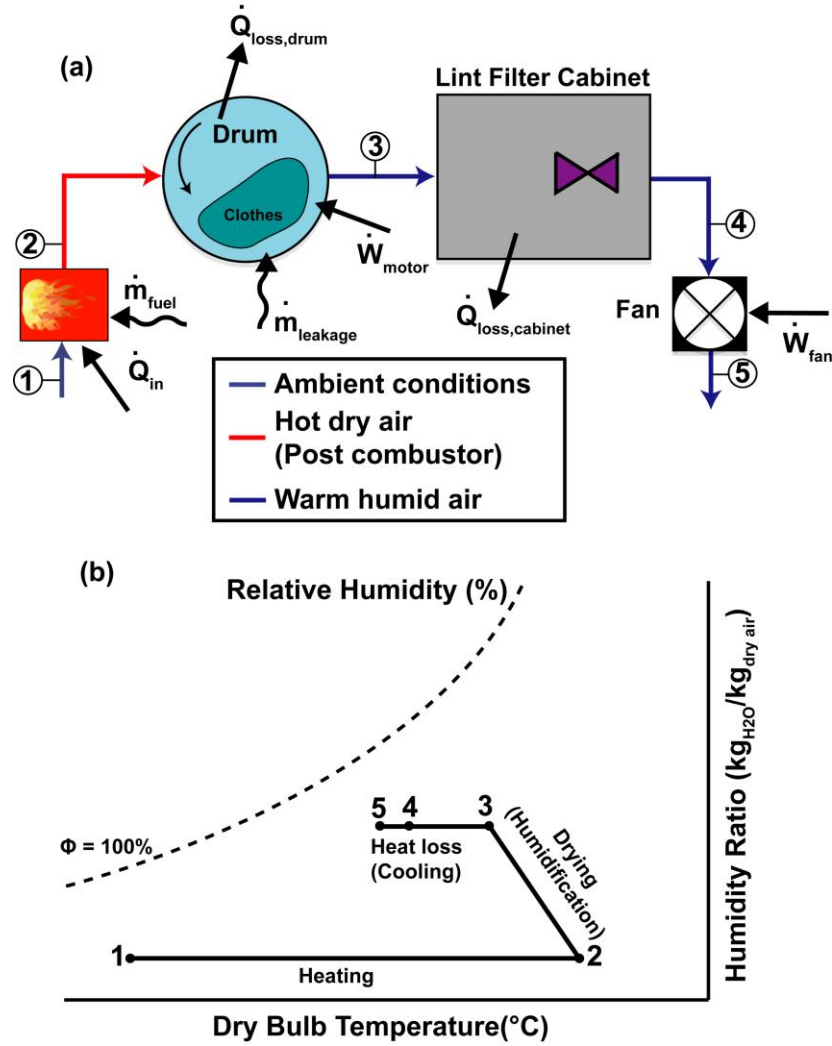 (a)
Q̇loss,drum
Lint Filter Cabinet
Drum
Clothes
3
2
4
ṁfuel
Ẇmotor
Fan
ṁleakage
Q̇loss,cabinet
Ẇfan
1
Q̇in
5
Ambient conditions
Hot dry air
(Post combustor)
Warm humid air
(b)
Relative Humidity (%)
Φ = 100%
5 4 3
Heat loss
(Cooling)
Drying
(Humidification)
1
2
Heating
Dry Bulb Temperature(°C)
Humidity Ratio (kgH2O/kgdry air)